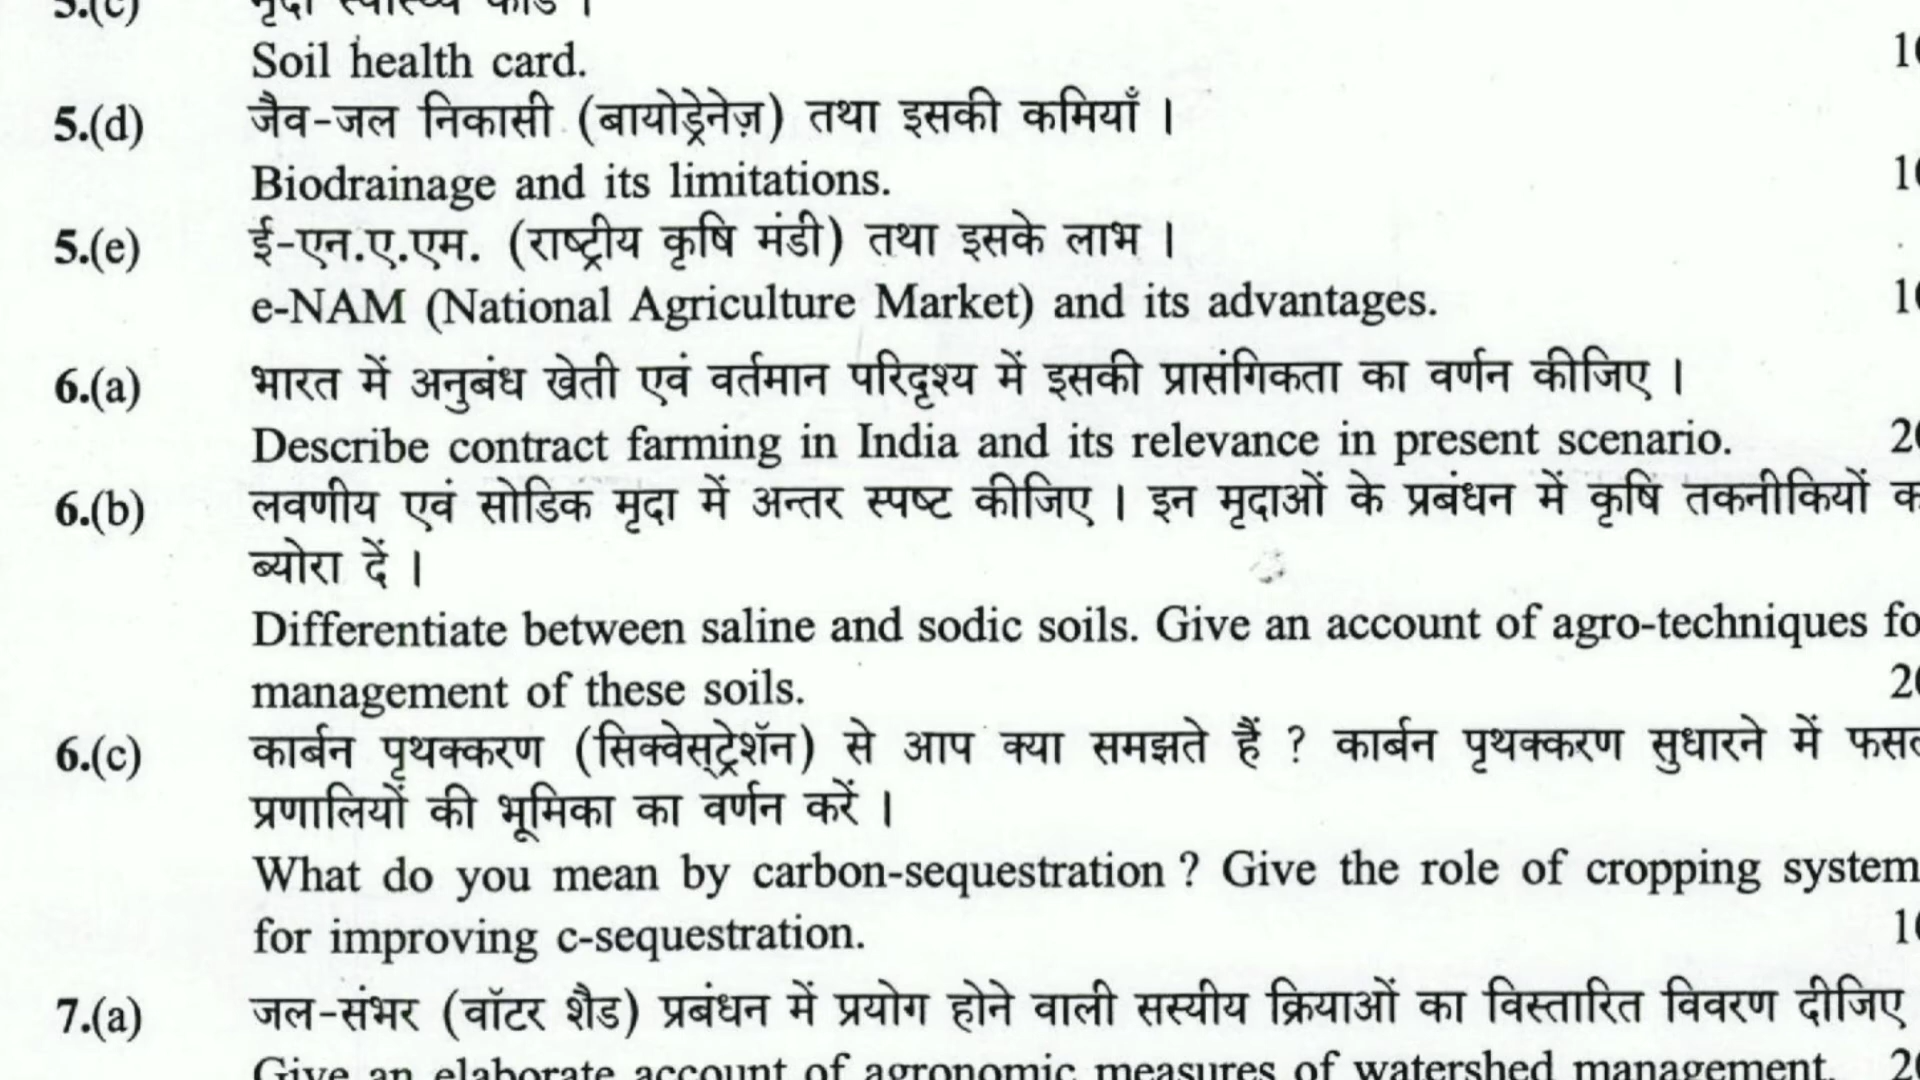 5.(c) मृदा स्वास्थ्य कार्ड ।
Soil health card.
5.(d) जैव-जल निकासी (बायोड्रेनेज़) तथा इसकी कमियाँ ।
Biodrainage and its limitations.
5.(e) ई-एन.ए.एम. (राष्ट्रीय कृषि मंडी) तथा इसके लाभ ।
e-NAM (National Agriculture Market) and its advantages.
6.(a) भारत में अनुबंध खेती एवं वर्तमान परिदृश्य में इसकी प्रासंगिकता का वर्णन कीजिए ।
Describe contract farming in India and its relevance in present scenario.
6.(b) लवणीय एवं सोडिक मृदा में अन्तर स्पष्ट कीजिए । इन मृदाओं के प्रबंधन में कृषि तकनीकियों
ब्योरा दें ।
Differentiate between saline and sodic soils. Give an account of agro-techniques
management of these soils.
6.(c) कार्बन पृथक्करण (सिक्वेस्ट्रेशॅन) से आप क्या समझते हैं ? कार्बन पृथक्करण सुधारने में
प्रणालियों की भूमिका का वर्णन करें ।
What do you mean by carbon-sequestration ? Give the role of cropping system
for improving c-sequestration.
7.(a) जल-संभर (वॉटर शैड) प्रबंधन में प्रयोग होने वाली सस्यीय क्रियाओं का विस्तारित विवरण दीजिए
Give an elaborate account of agronomic measures of watershed management.